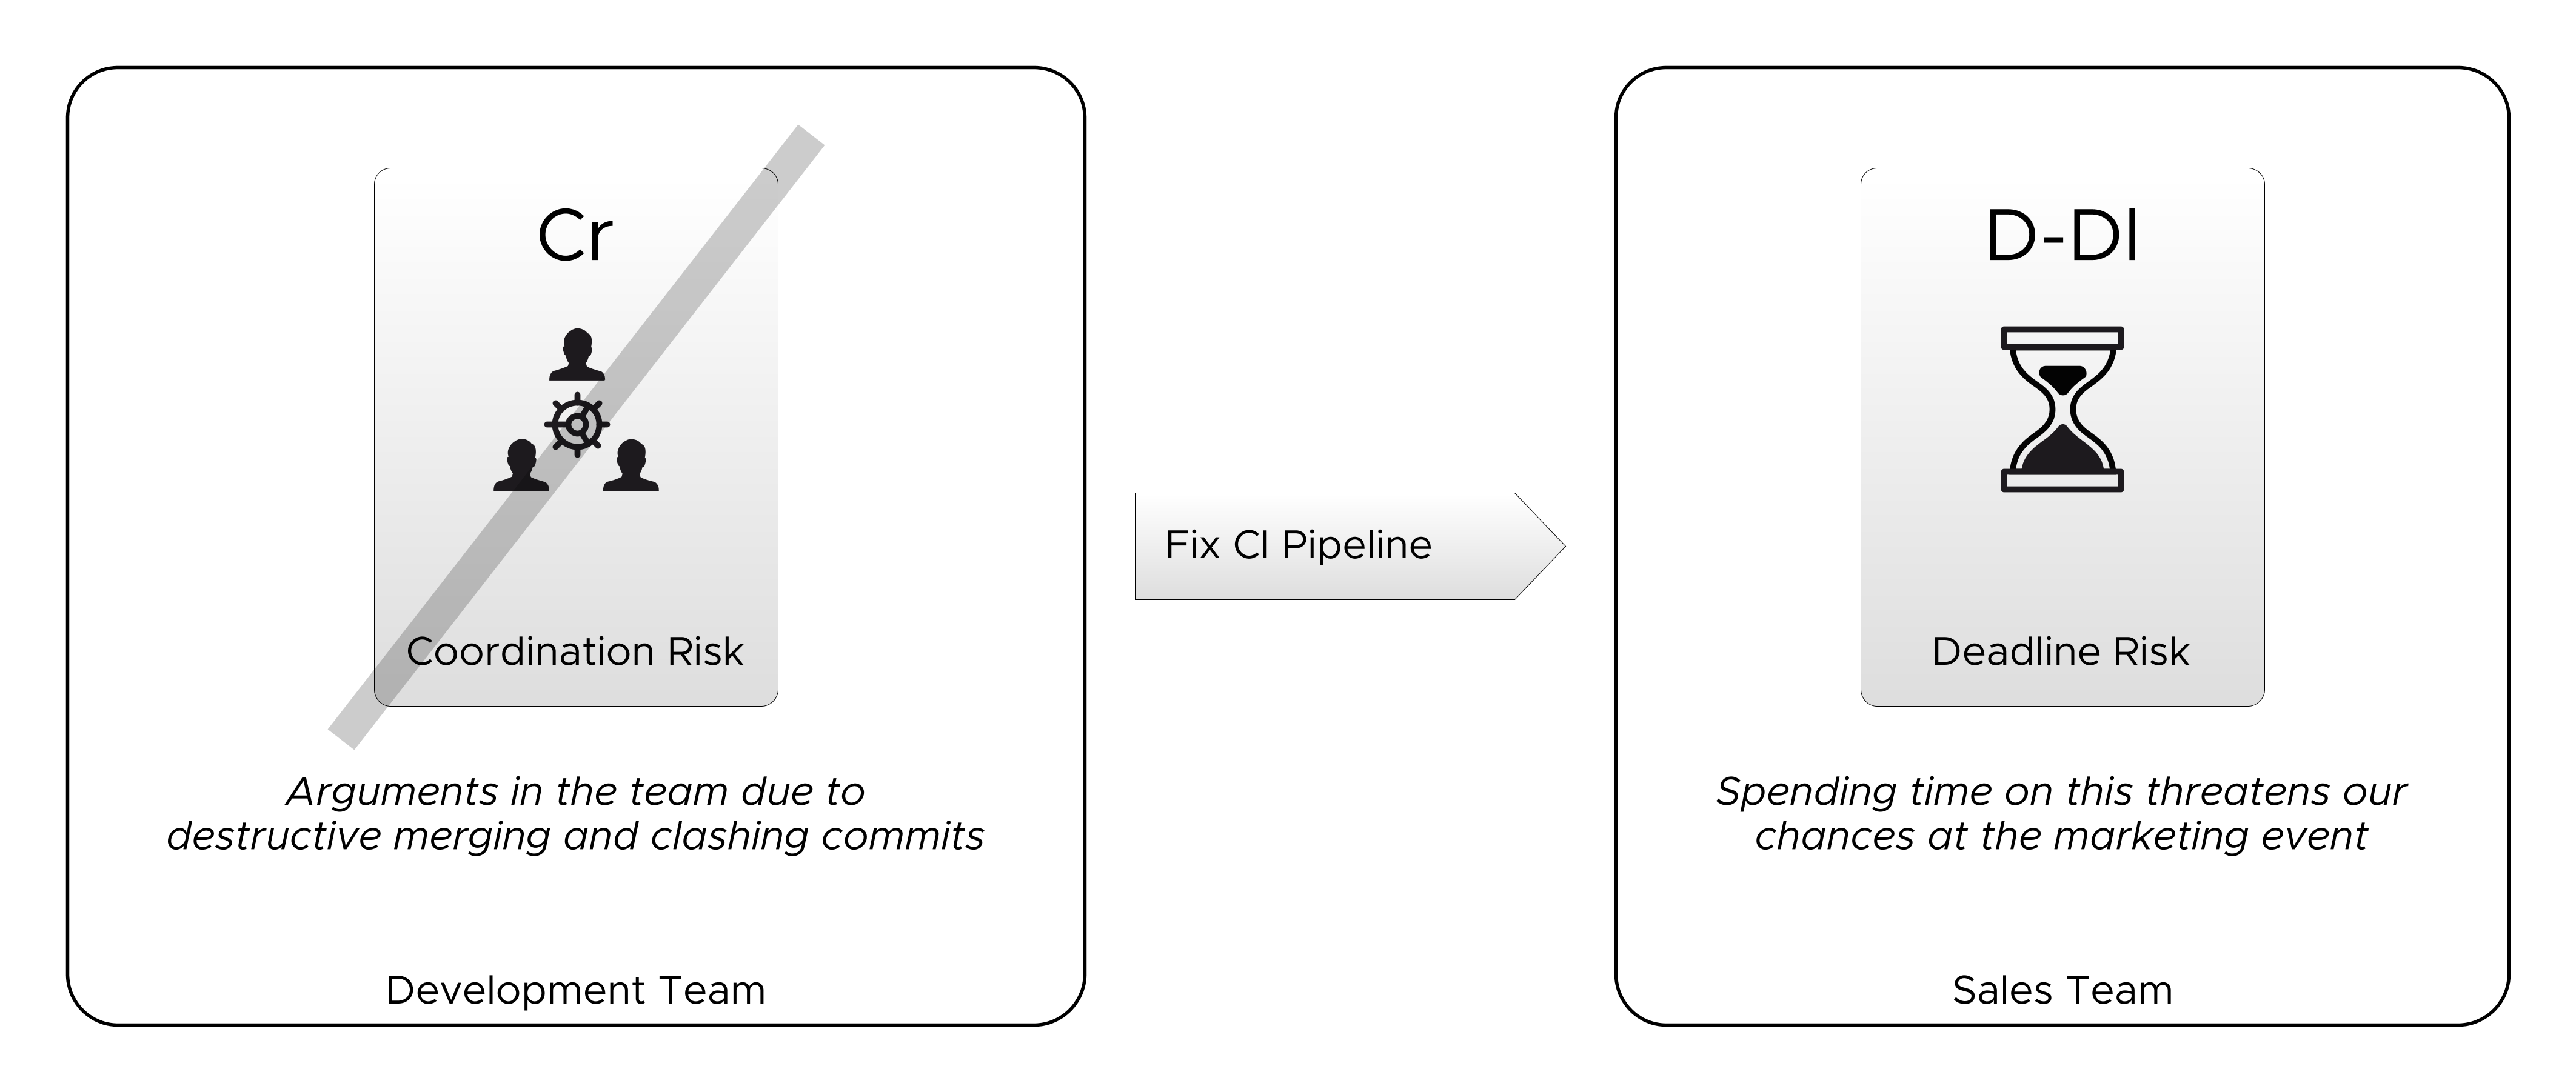 Cr
Coordination Risk
Arguments in the team due to
destructive merging and clashing commits
Development Team
Fix CI Pipeline
D-Dl
Deadline Risk
Spending time on this threatens our
chances at the marketing event
Sales Team